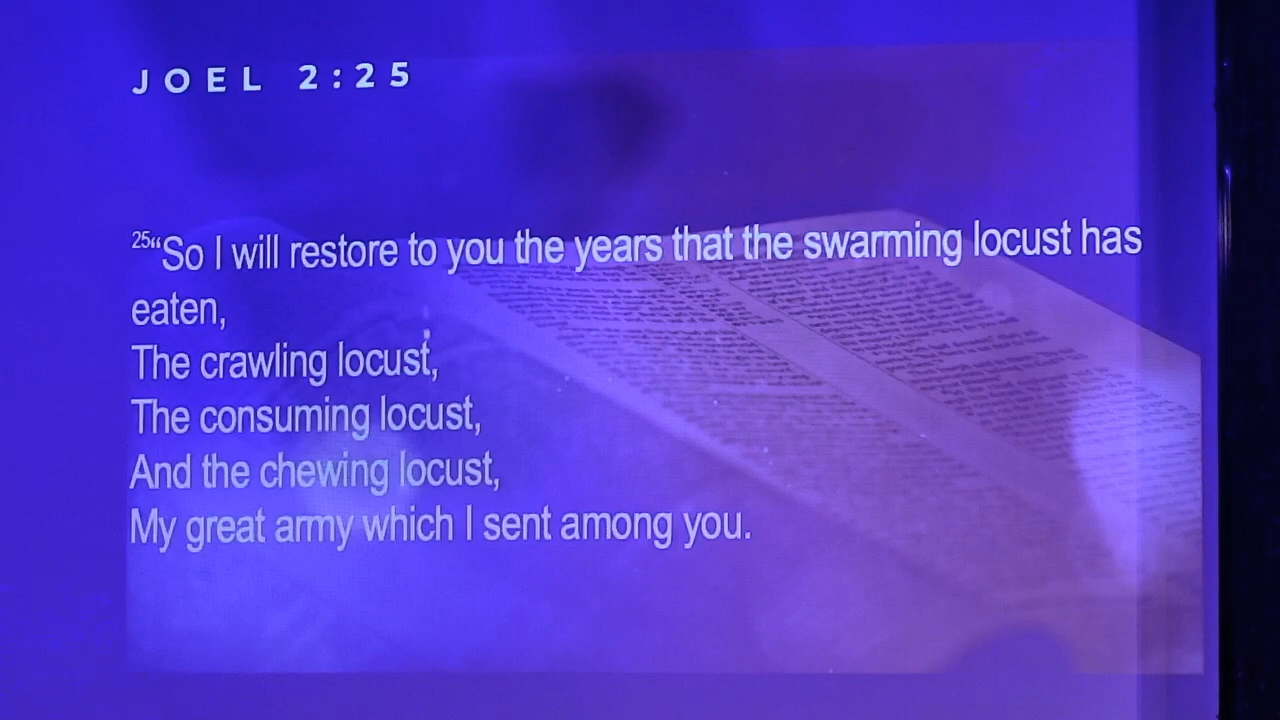 JOEL 2:25
25“So I will restore to you the years that the swarming locust has
eaten,
The crawling locust,
The consuming locust,
And the chewing locust,
My great army which I sent among you.